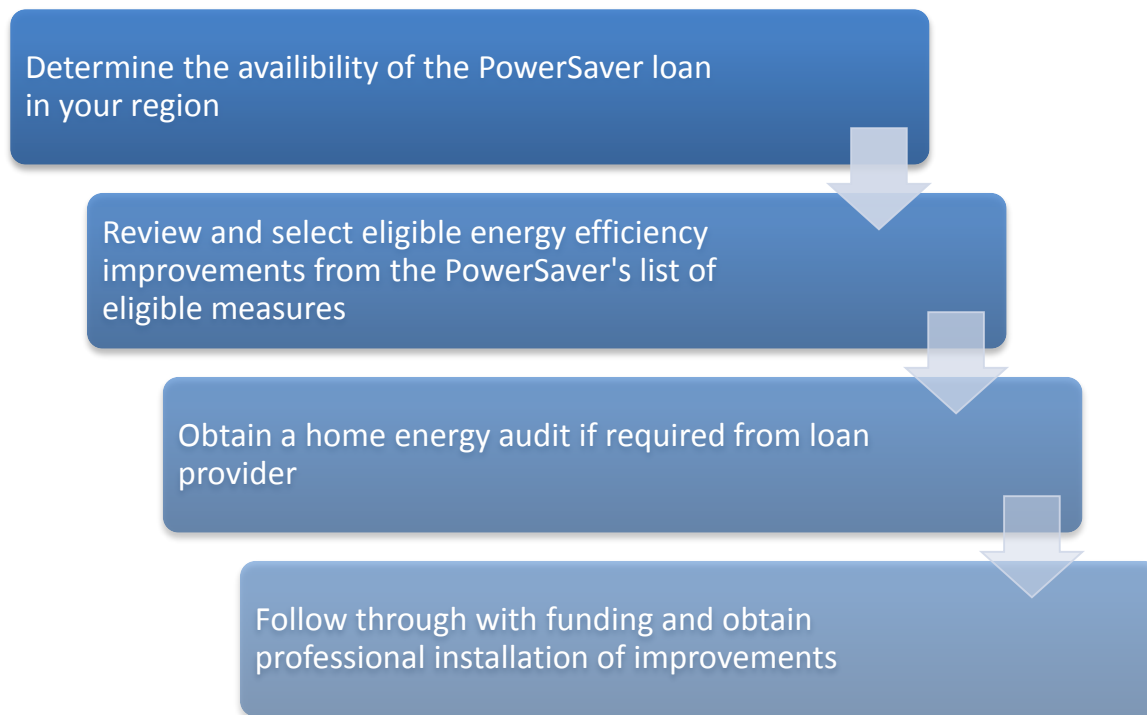 Determine the availibility of the PowerSaver loan
in your region
Review and select eligible energy efficiency
improvements from the PowerSaver's list of
eligible measures
Obtain a home energy audit if required from loan
provider
Follow through with funding and obtain
professional installation of improvements